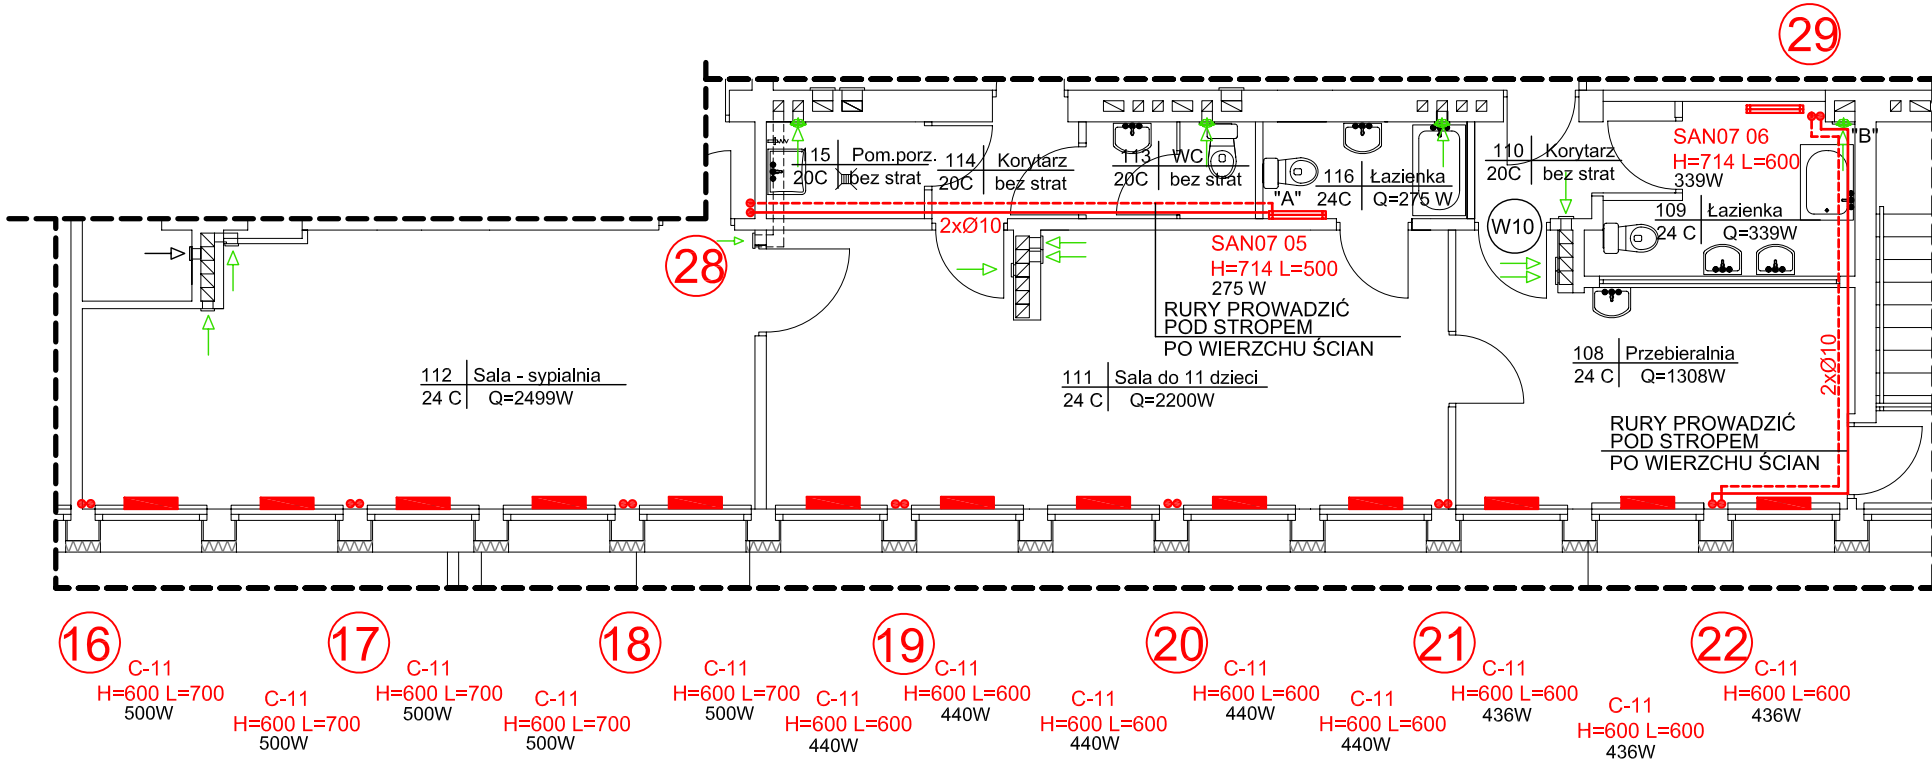 29
115 Pom.porz.
20C bez strat
114 Korytarz
20C bez strat
113 WC
20C bez strat
116 Łazienka
24C Q=275 W
"A"
110 Korytarz
20C bez strat
SAN07 06
H=714 L=600
339W
"B"
109 Łazienka
24 C Q=339W
W10
2xØ10
28
SAN07 05
H=714 L=500
275 W
RURY PROWADZIĆ
POD STROPEM
PO WIERZCHU ŚCIAN
112 Sala - sypialnia
24 C Q=2499W
111 Sala do 11 dzieci
24 C Q=2200W
108 Przebieralnia
24 C Q=1308W
2xØ10
RURY PROWADZIĆ
POD STROPEM
PO WIERZCHU ŚCIAN
16
17
18
19
20
21
22
C-11
H=600 L=700
500W
C-11
H=600 L=700
500W
C-11
H=600 L=700
500W
C-11
H=600 L=700
500W
C-11
H=600 L=700
500W
C-11
H=600 L=600
440W
C-11
H=600 L=600
440W
C-11
H=600 L=600
440W
C-11
H=600 L=600
440W
C-11
H=600 L=600
440W
C-11
H=600 L=600
436W
C-11
H=600 L=600
436W
C-11
H=600 L=600
436W